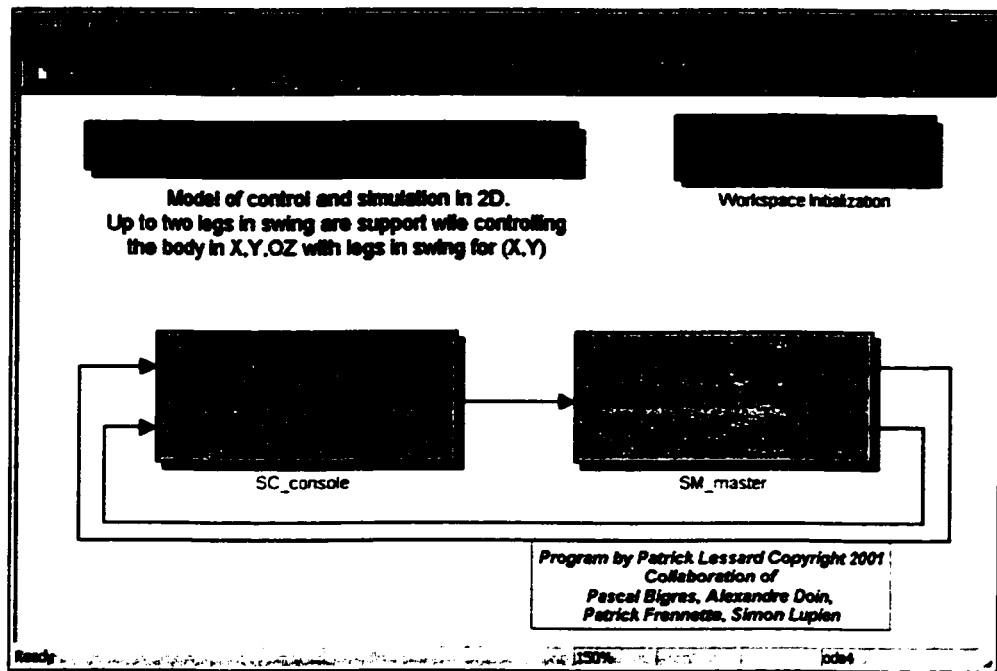 Model of control and simulation in 2D.
Up to two legs in swing are support wile controlling
the body in X,Y,OZ with legs in swing for (X,Y)
Workspace Initialization
SC_console
SM_master
Program by Patrick Lessard Copyright 2001
Collaboration of
Pascal Bigras, Alexandre Doin,
Patrick Frennette, Simon Lupien
Ready
150%
ode4